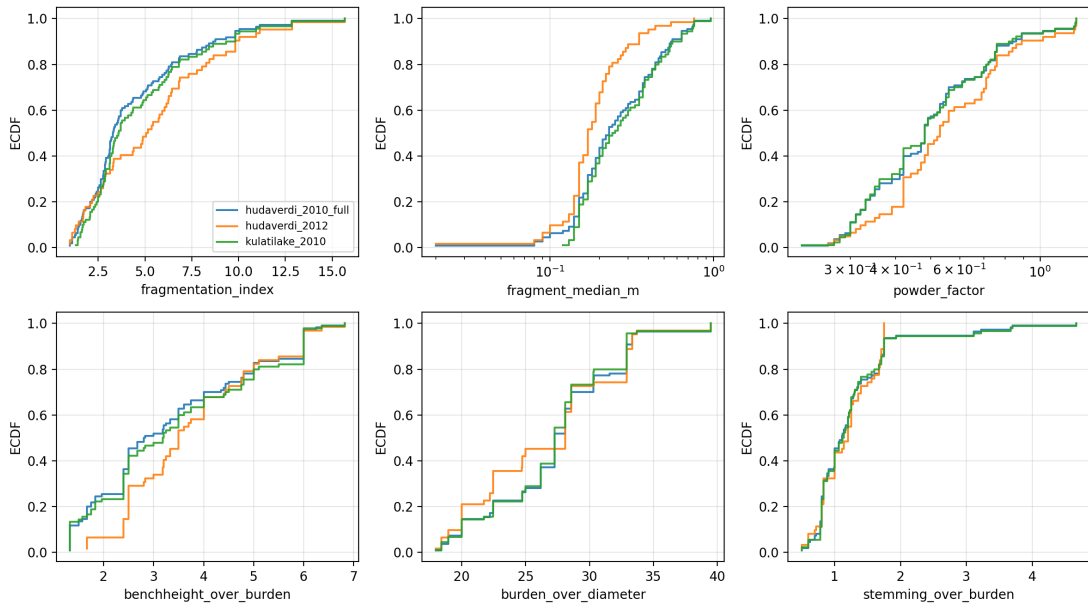 ECDF
1.0
0.8
0.6
0.4
0.2
0.0
2.5 5.0 7.5 10.0 12.5 15.0
fragmentation_index
hudaverdi_2010_full
hudaverdi_2012
kulatilake_2010
ECDF
1.0
0.8
0.6
0.4
0.2
0.0
10⁻¹ 10⁰
fragment_median_m
ECDF
1.0
0.8
0.6
0.4
0.2
0.0
3 × 10⁻¹ 4 × 10⁻¹ 6 × 10⁻¹ 10⁰
powder_factor
ECDF
1.0
0.8
0.6
0.4
0.2
0.0
2 3 4 5 6 7
benchheight_over_burden
ECDF
1.0
0.8
0.6
0.4
0.2
0.0
20 25 30 35 40
burden_over_diameter
ECDF
1.0
0.8
0.6
0.4
0.2
0.0
1 2 3 4
stemming_over_burden